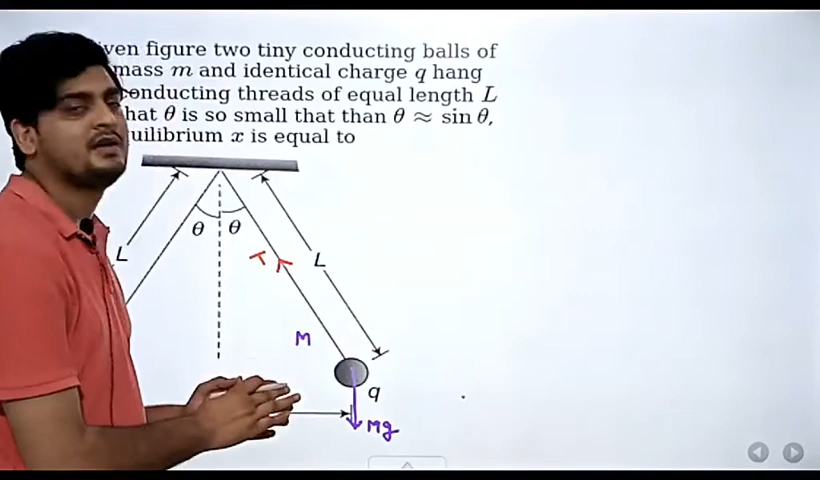 ven figure two tiny conducting balls of
mass m and identical charge q hang
conducting threads of equal length L
hat θ is so small that than θ ≈ sin θ,
uilibrium x is equal to
θ θ
L
T
L
M
q
Mg